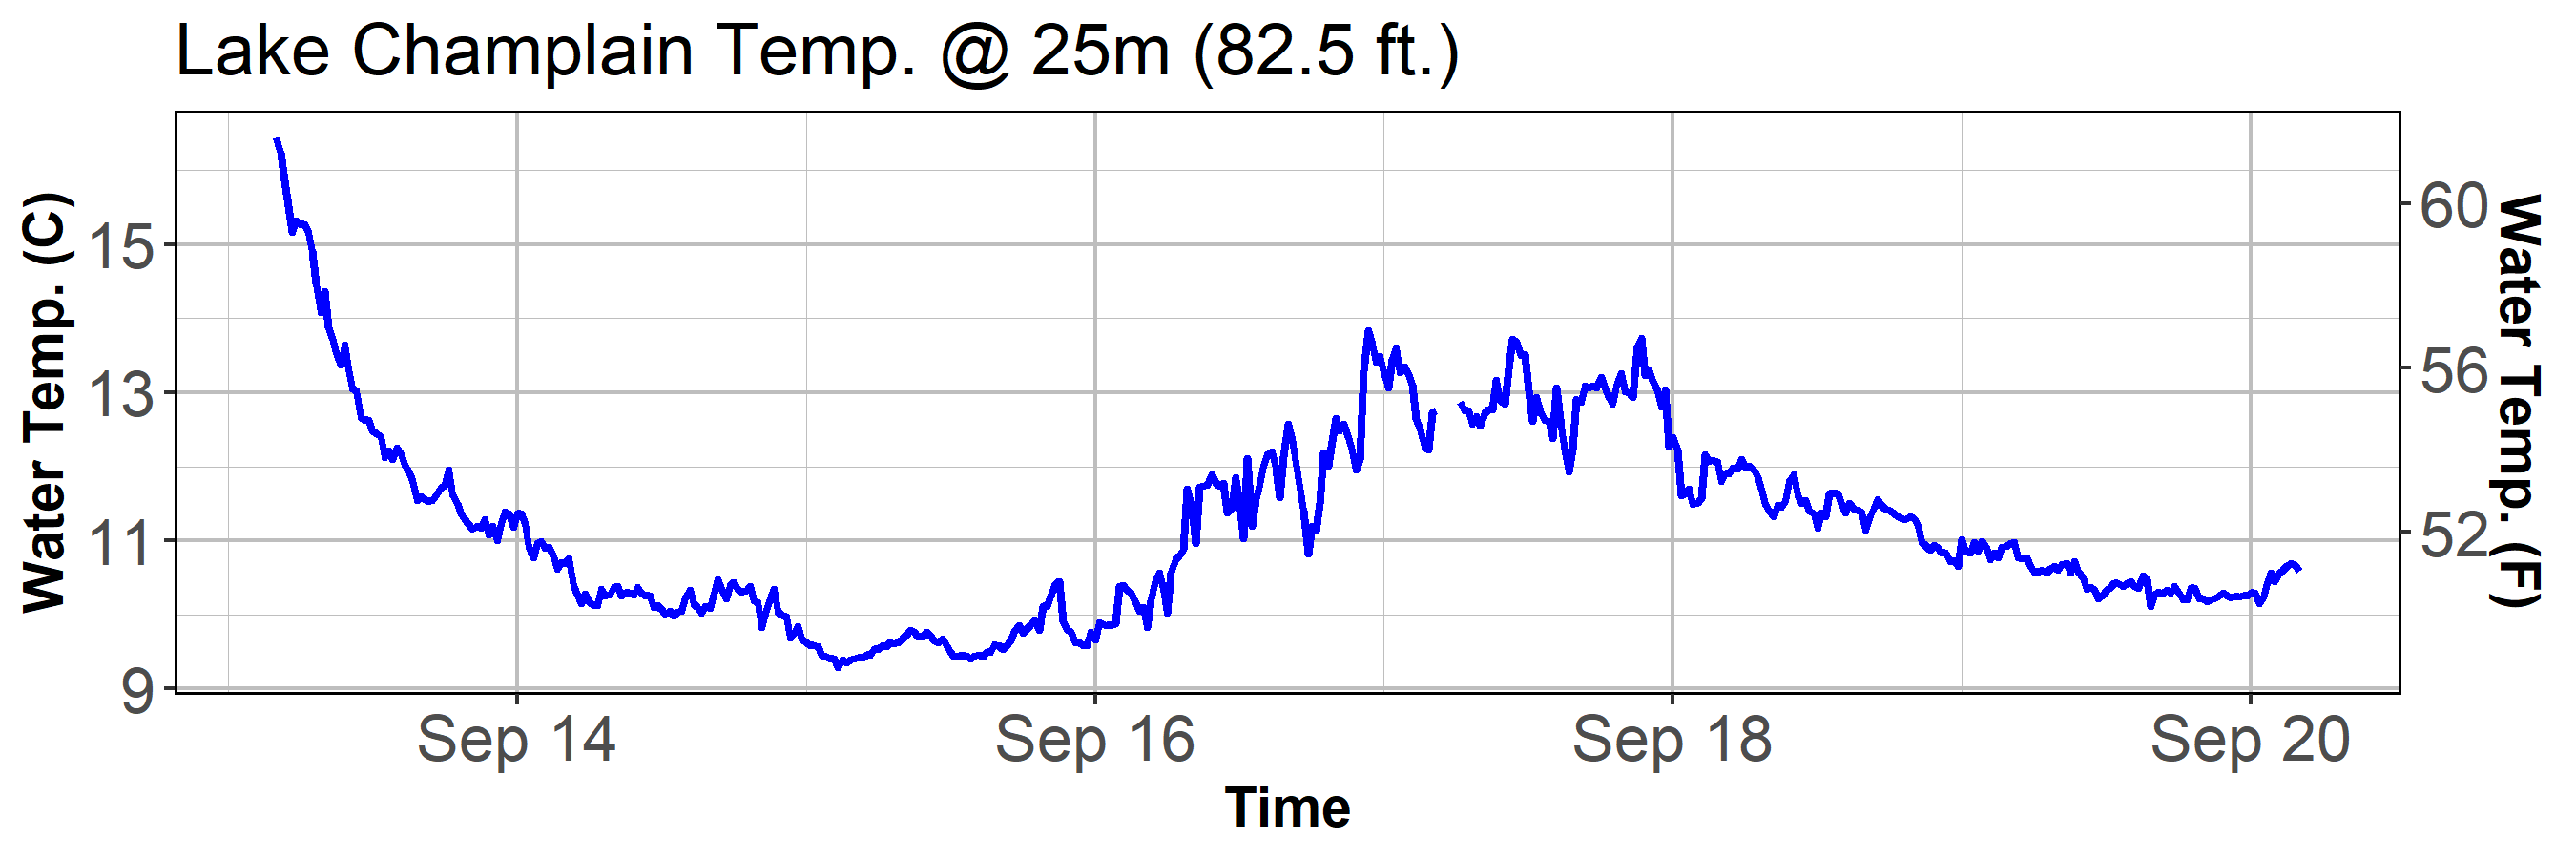 Lake Champlain Temp. @ 25m (82.5 ft.)
Water Temp. (C)
15
13
11
9
60
56
52
Water Temp. (F)
Sep 14
Sep 16
Sep 18
Sep 20
Time